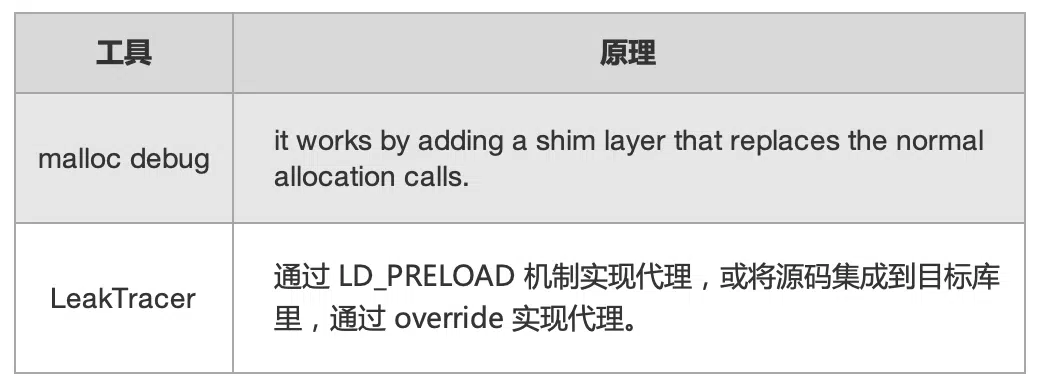 工具
原理
malloc debug
it works by adding a shim layer that replaces the normal
allocation calls.
LeakTracer
通过 LD_PRELOAD 机制实现代理，或将源码集成到目标库
里，通过 override 实现代理。